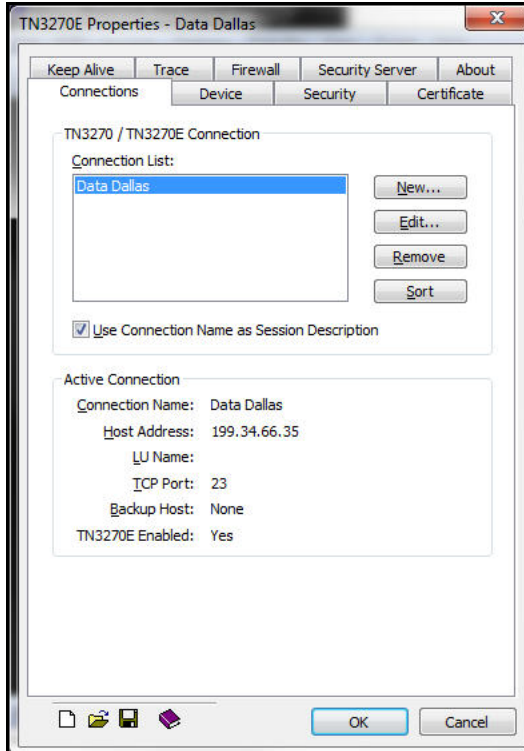 TN3270E Properties - Data Dallas
Keep Alive Trace Firewall Security Server About
Connections Device Security Certificate
TN3270 / TN3270E Connection
Connection List:
Data Dallas
New...
Edit...
Remove
Sort
Use Connection Name as Session Description
Active Connection
Connection Name: Data Dallas
Host Address: 199.34.66.35
LU Name:
TCP Port: 23
Backup Host: None
TN3270E Enabled: Yes
OK Cancel